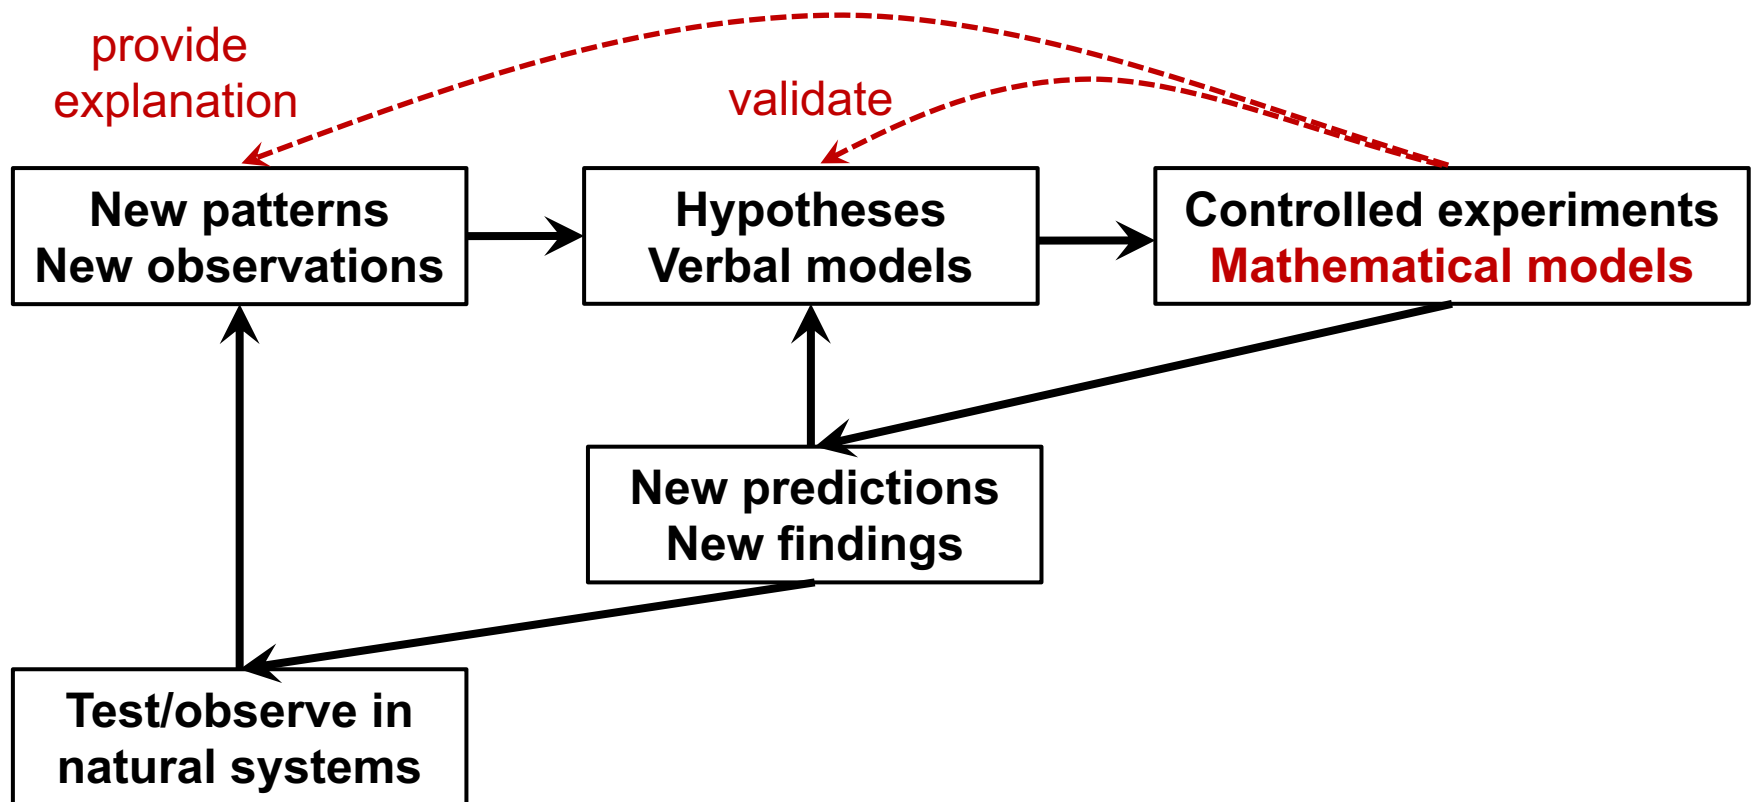 provide
explanation
validate
New patterns
New observations
Hypotheses
Verbal models
Controlled experiments
Mathematical models
New predictions
New findings
Test/observe in
natural systems